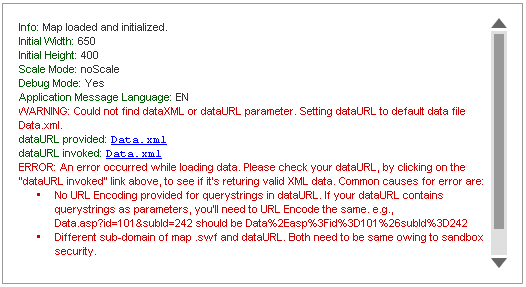 Info: Map loaded and initialized.
Initial Width: 650
Initial Height: 400
Scale Mode: noScale
Debug Mode: Yes
Application Message Language: EN
WARNING: Could not find dataXML or dataURL parameter. Setting dataURL to default data file
Data.xml.
dataURL provided: Data.xml
dataURL invoked: Data.xml
ERROR: An error occurred while loading data. Please check your dataURL, by clicking on the
"dataURL invoked" link above, to see if it's returing valid XML data. Common causes for error are:
• No URL Encoding provided for querystrings in dataURL. If your dataURL contains
querystrings as parameters, you'll need to URL Encode the same. e.g.,
Data.asp?id=101&subId=242 should be Data%2Easp%3Fid%3D101%26subId%3D242
• Different sub-domain of map .swf and dataURL. Both need to be same owing to sandbox
security.